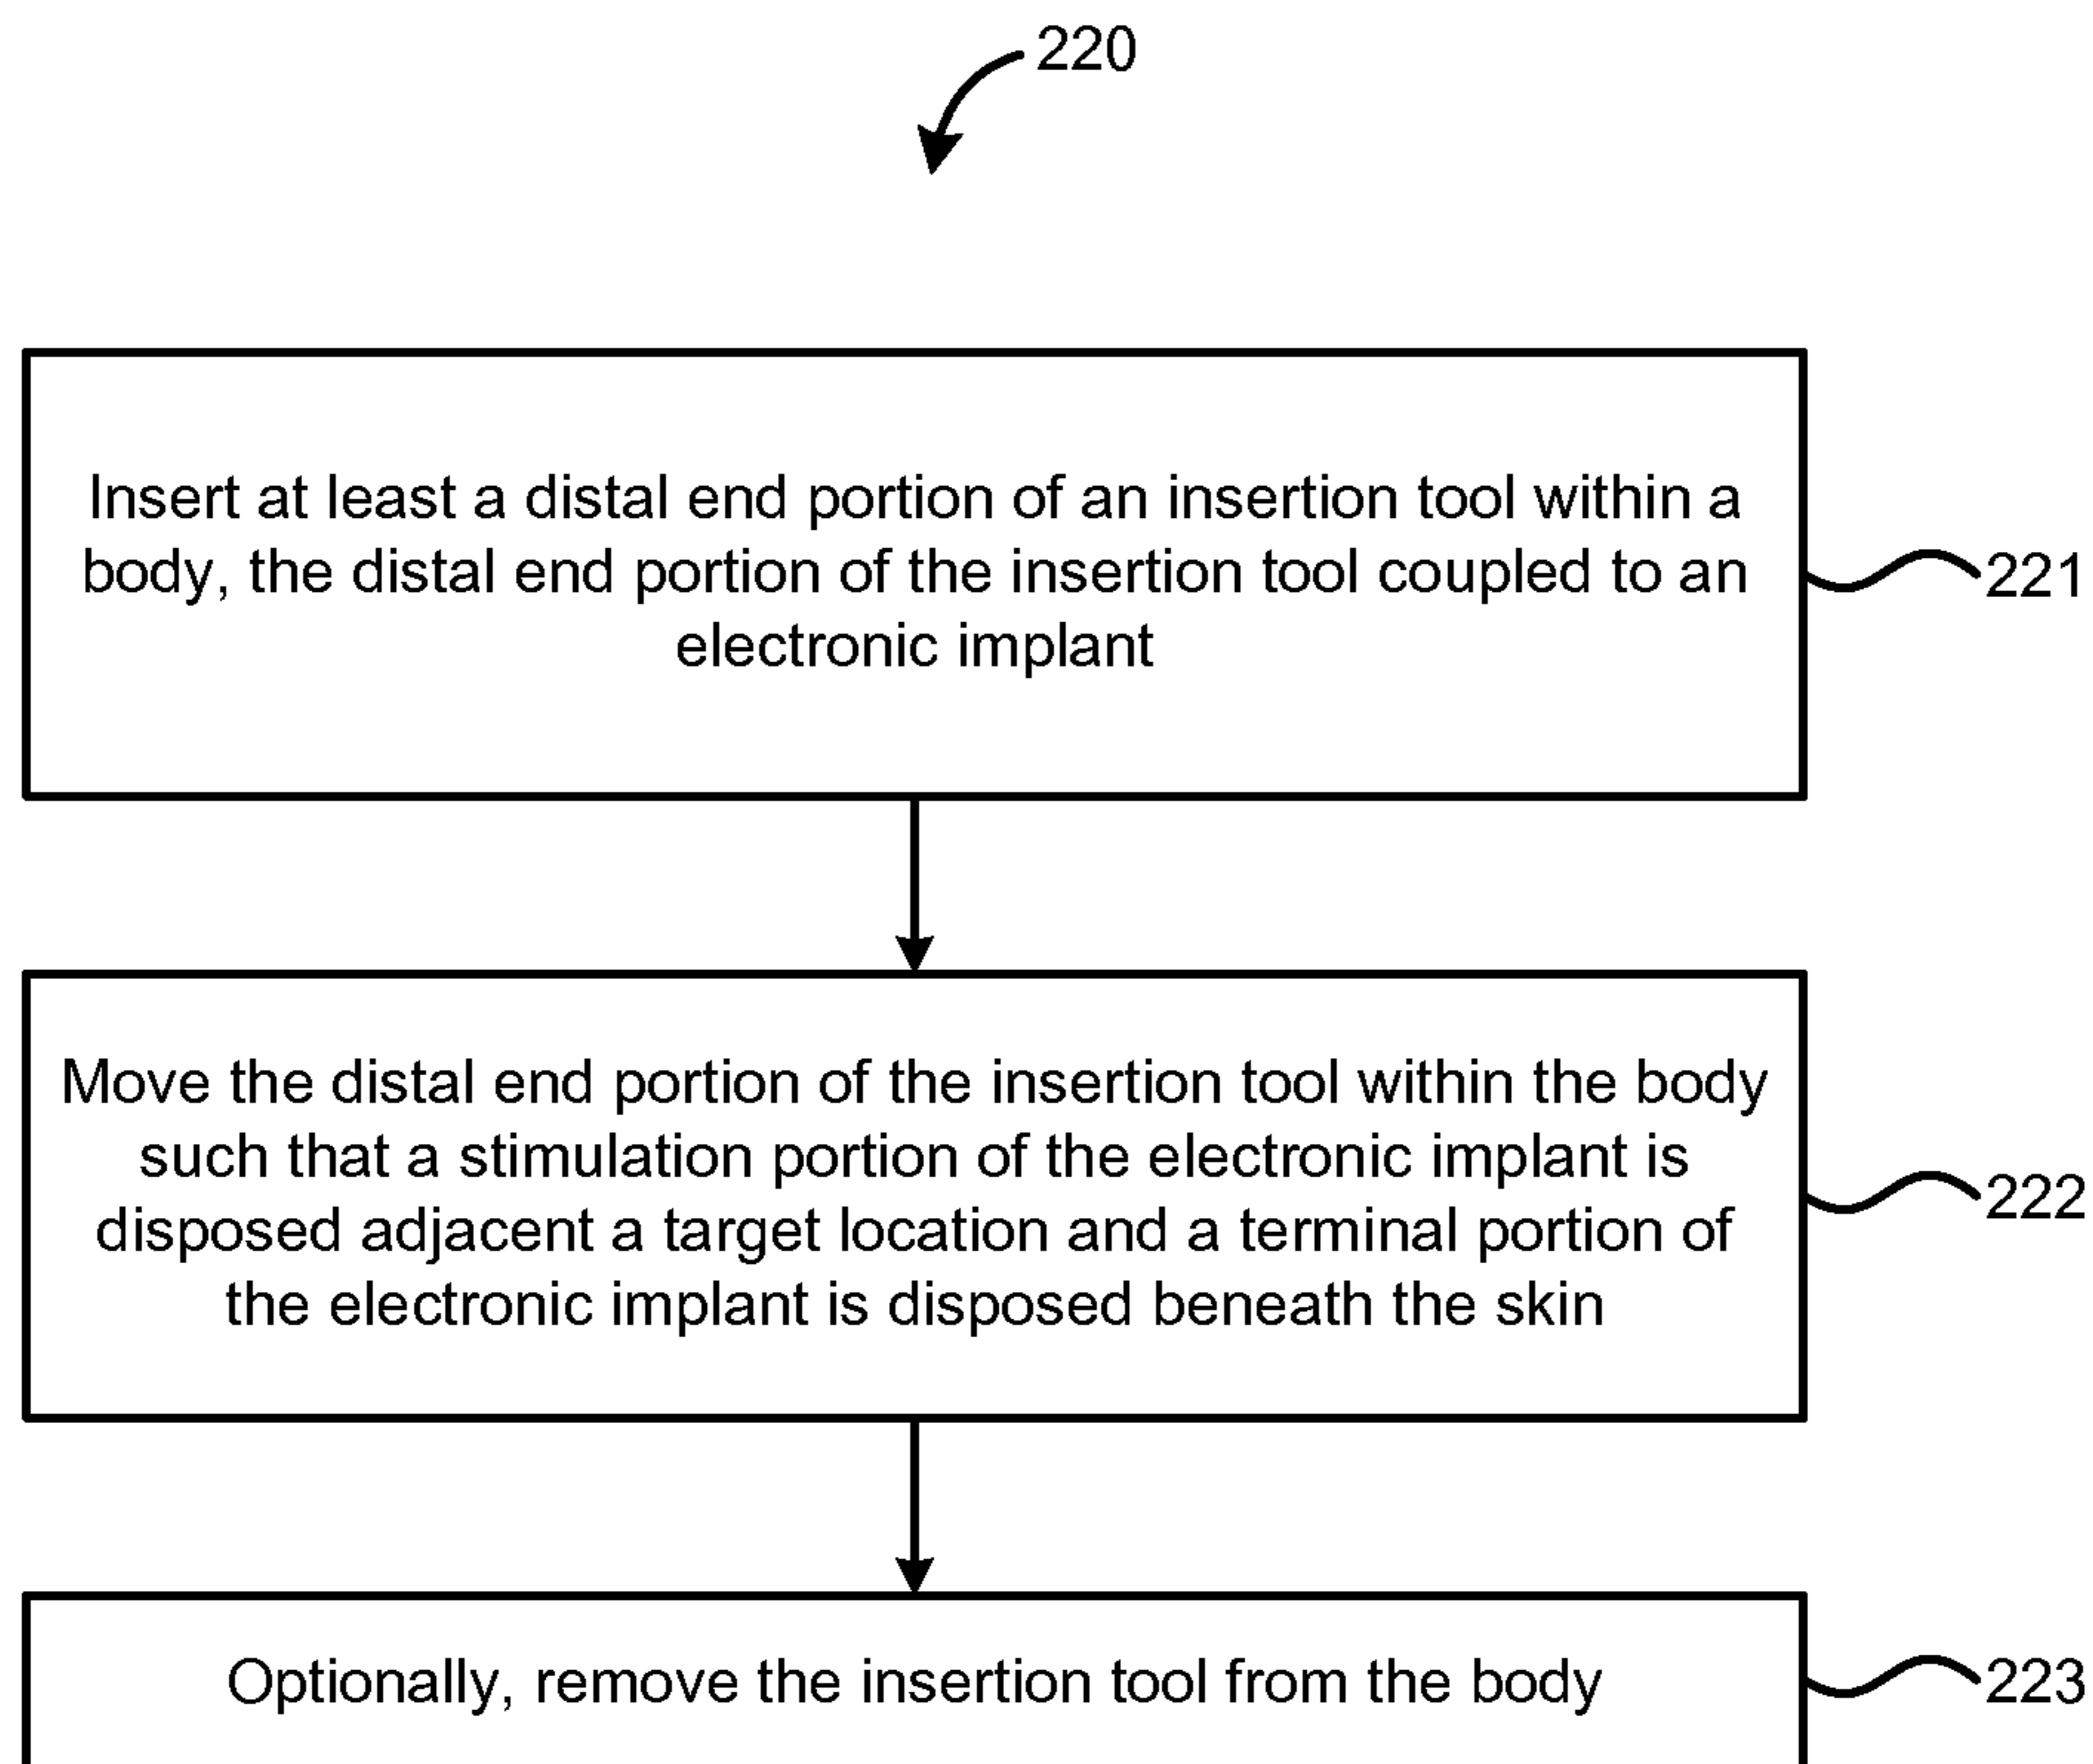 220
Insert at least a distal end portion of an insertion tool within a
body, the distal end portion of the insertion tool coupled to an
electronic implant
221
Move the distal end portion of the insertion tool within the body
such that a stimulation portion of the electronic implant is
disposed adjacent a target location and a terminal portion of
the electronic implant is disposed beneath the skin
222
Optionally, remove the insertion tool from the body
223